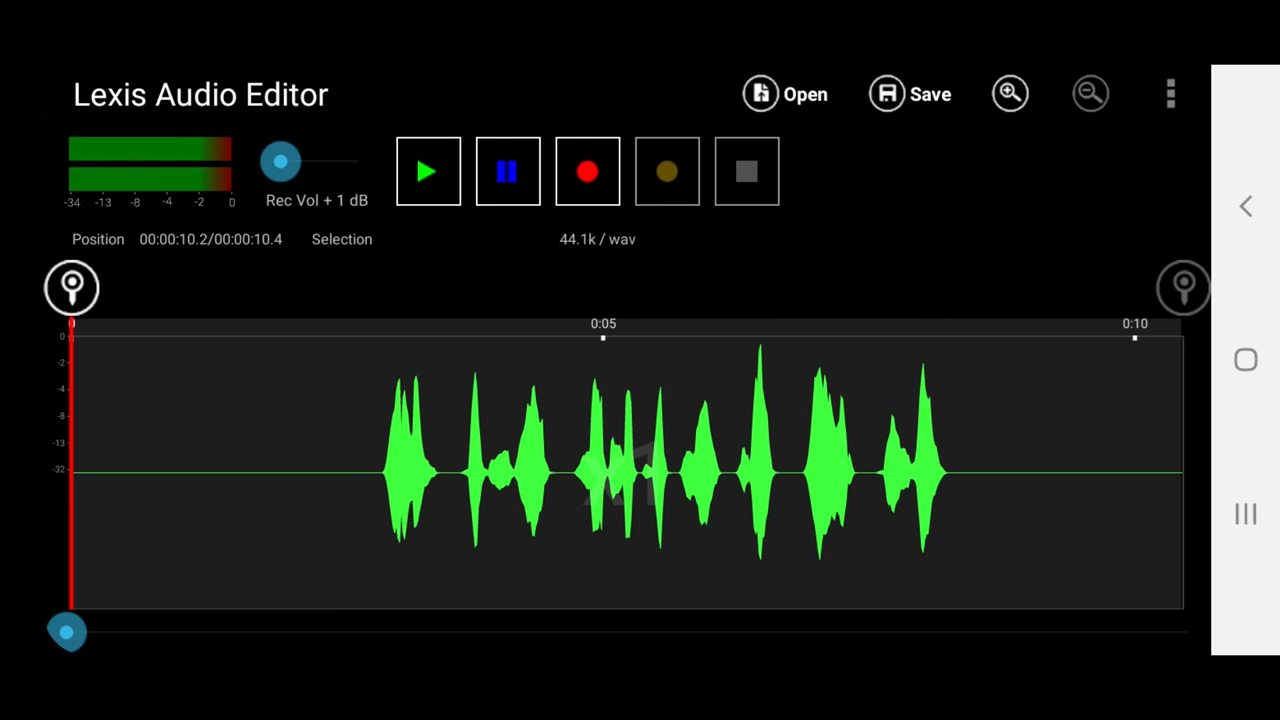 Lexis Audio Editor
Open
Save
-34 -13 -8 -4 -2 0
Rec Vol + 1 dB
Position 00:00:10.2/00:00:10.4 Selection 44.1k / wav
0 0:05 0:10
0
-2
-4
-8
-13
-32
x1